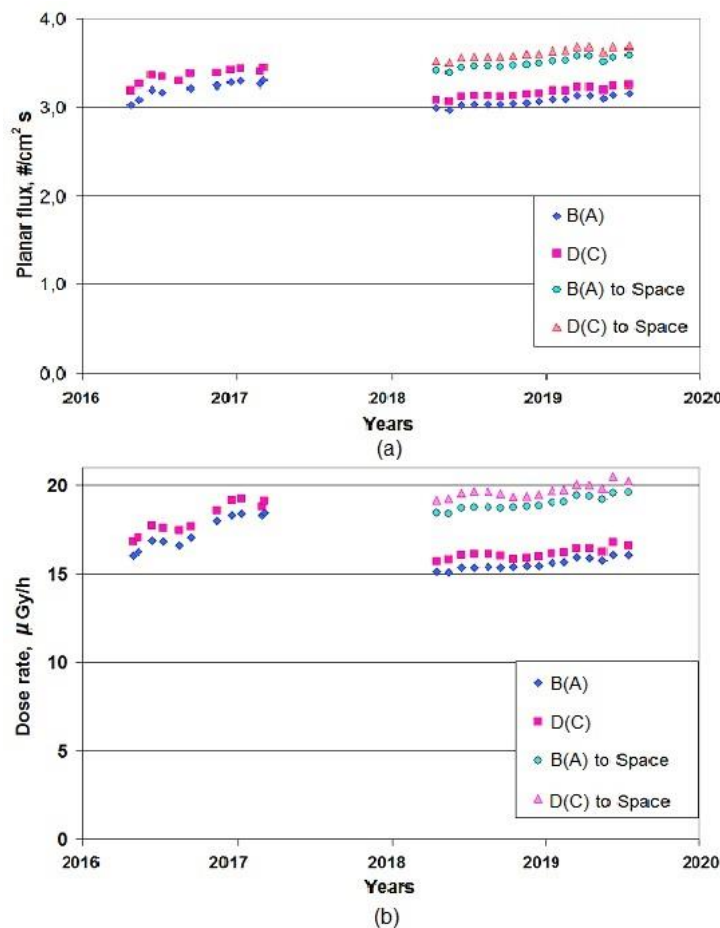 4,0
3,0
2,0
1,0
0,0
Planar flux, #/cm² s
B(A)
D(C)
B(A) to Space
D(C) to Space
2016 2017 2018 2019 2020
Years
(a)
20
15
10
5
0
Dose rate, μGy/h
B(A)
D(C)
B(A) to Space
D(C) to Space
2016 2017 2018 2019 2020
Years
(b)